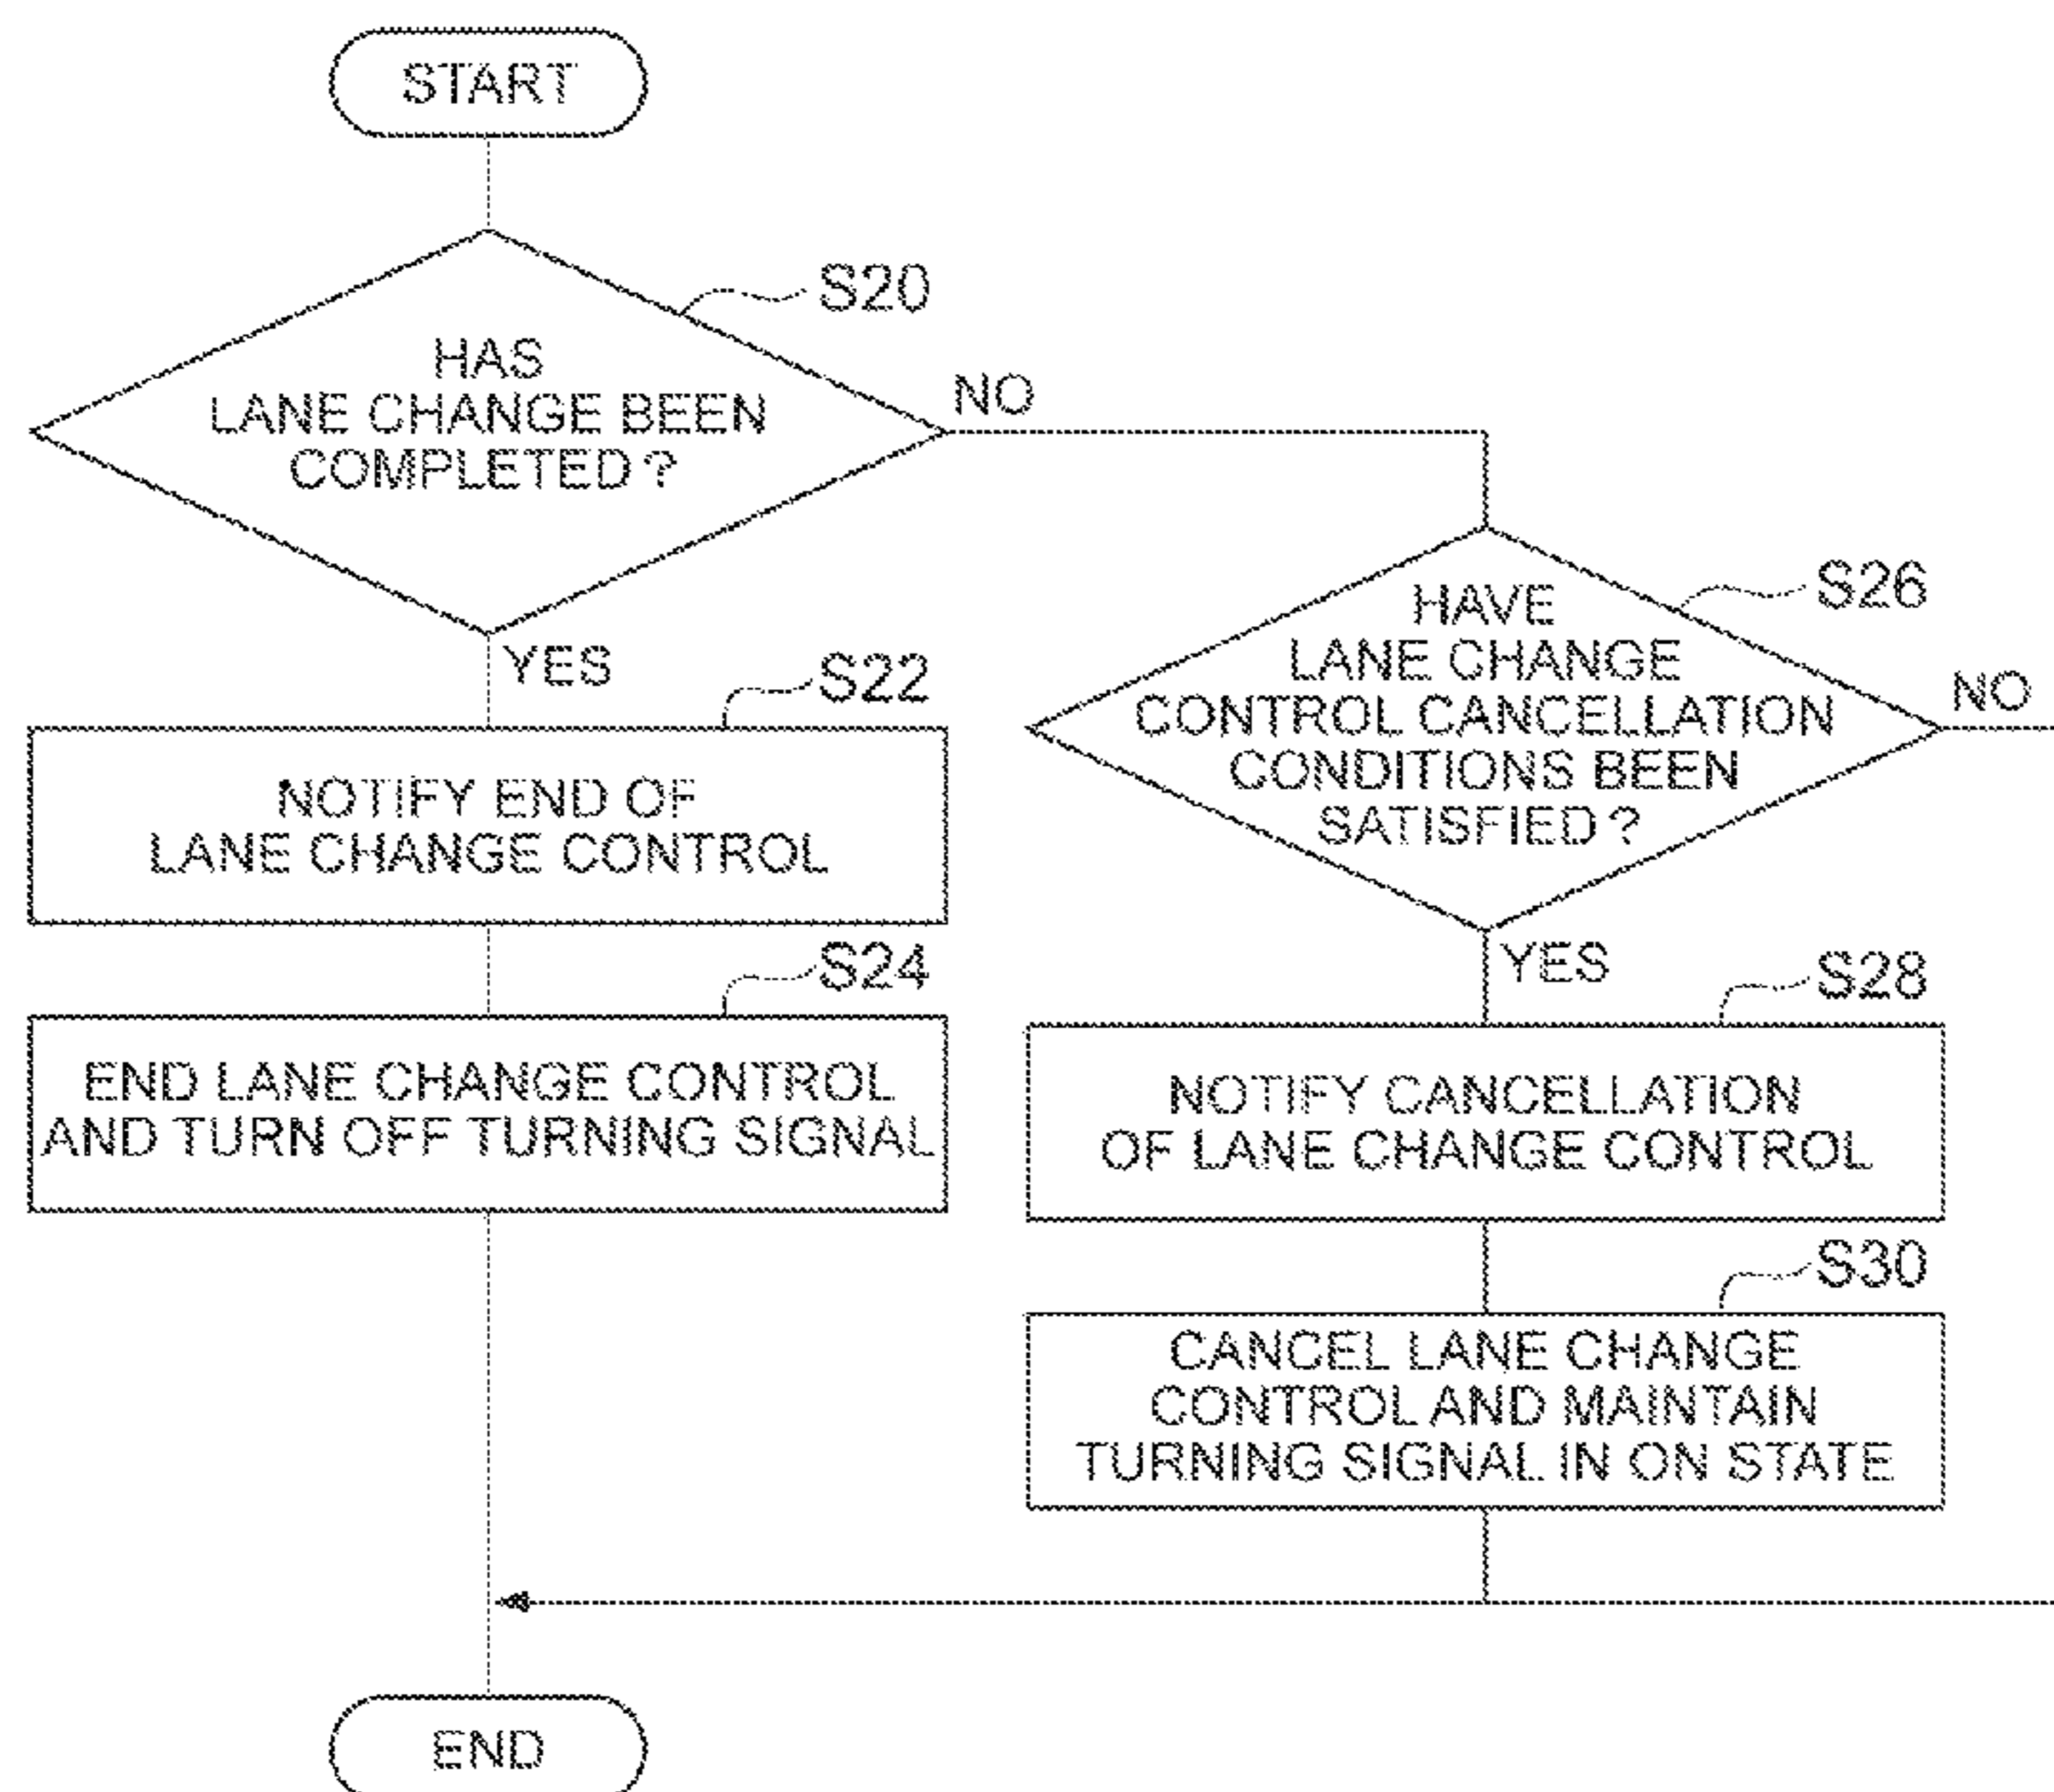 START
S20
HAS
LANE CHANGE BEEN
COMPLETED ?
NO
YES
S22
NOTIFY END OF
LANE CHANGE CONTROL
S24
END LANE CHANGE CONTROL
AND TURN OFF TURNING SIGNAL
S26
HAVE
LANE CHANGE
CONTROL CANCELLATION
CONDITIONS BEEN
SATISFIED ?
NO
YES
S28
NOTIFY CANCELLATION
OF LANE CHANGE CONTROL
S30
CANCEL LANE CHANGE
CONTROL AND MAINTAIN
TURNING SIGNAL IN ON STATE
END